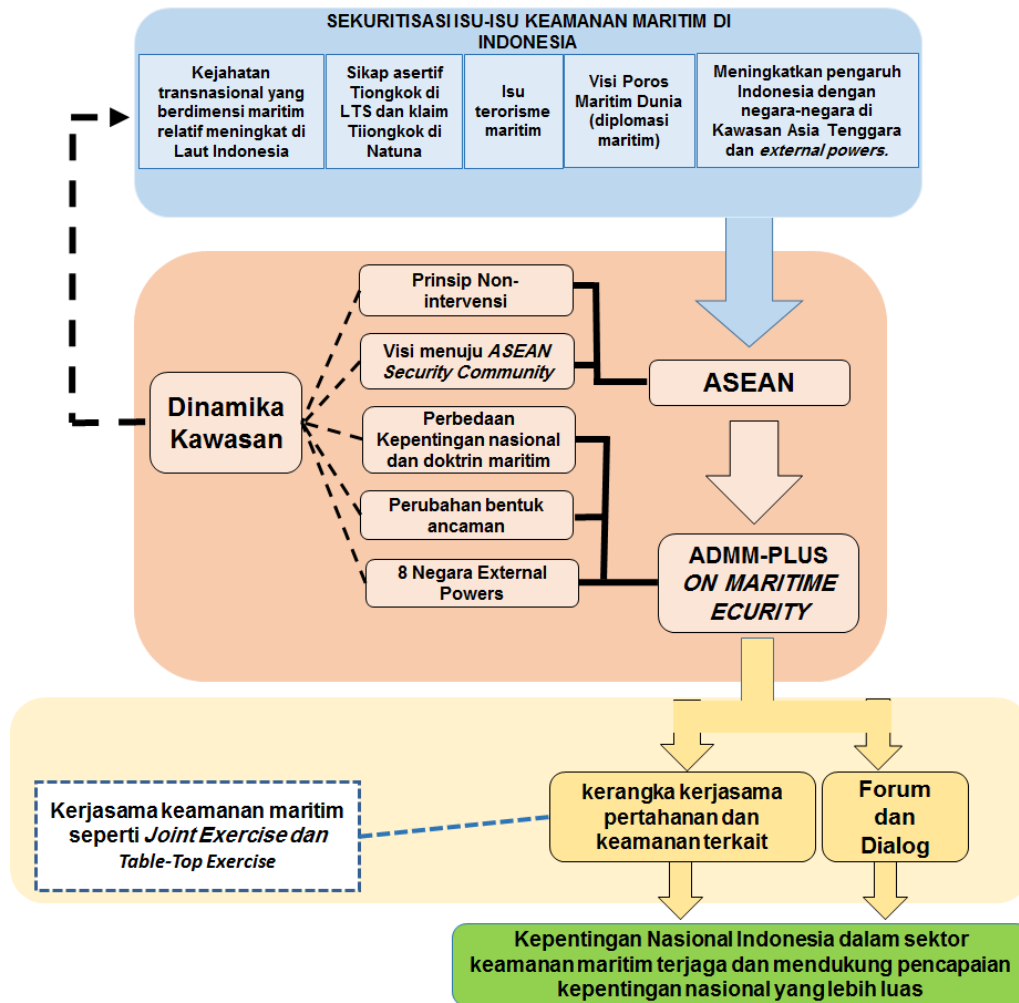 SEKURITISASI ISU-ISU KEAMANAN MARITIM DI
INDONESIA
Kejahatan
transnasional yang
berdimensi maritim
relatif meningkat di
Laut Indonesia
Sikap asertif
Tiongkok di
LTS dan klaim
Tiiongkok di
Natuna
Isu
terorisme
maritim
Visi Poros
Maritim Dunia
(diplomasi
maritim)
Meningkatkan pengaruh
Indonesia dengan
negara-negara di
Kawasan Asia Tenggara
dan external powers.
Prinsip Non-
intervensi
Visi menuju ASEAN
Security Community
Perbedaan
Kepentingan nasional
dan doktrin maritim
Perubahan bentuk
ancaman
8 Negara External
Powers
Dinamika
Kawasan
ASEAN
ADMM-PLUS
ON MARITIME
ECURITY
Kerjasama keamanan maritim
seperti Joint Exercise dan
Table-Top Exercise
kerangka kerjasama
pertahanan dan
keamanan terkait
Forum
dan
Dialog
Kepentingan Nasional Indonesia dalam sektor
keamanan maritim terjaga dan mendukung pencapaian
kepentingan nasional yang lebih luas